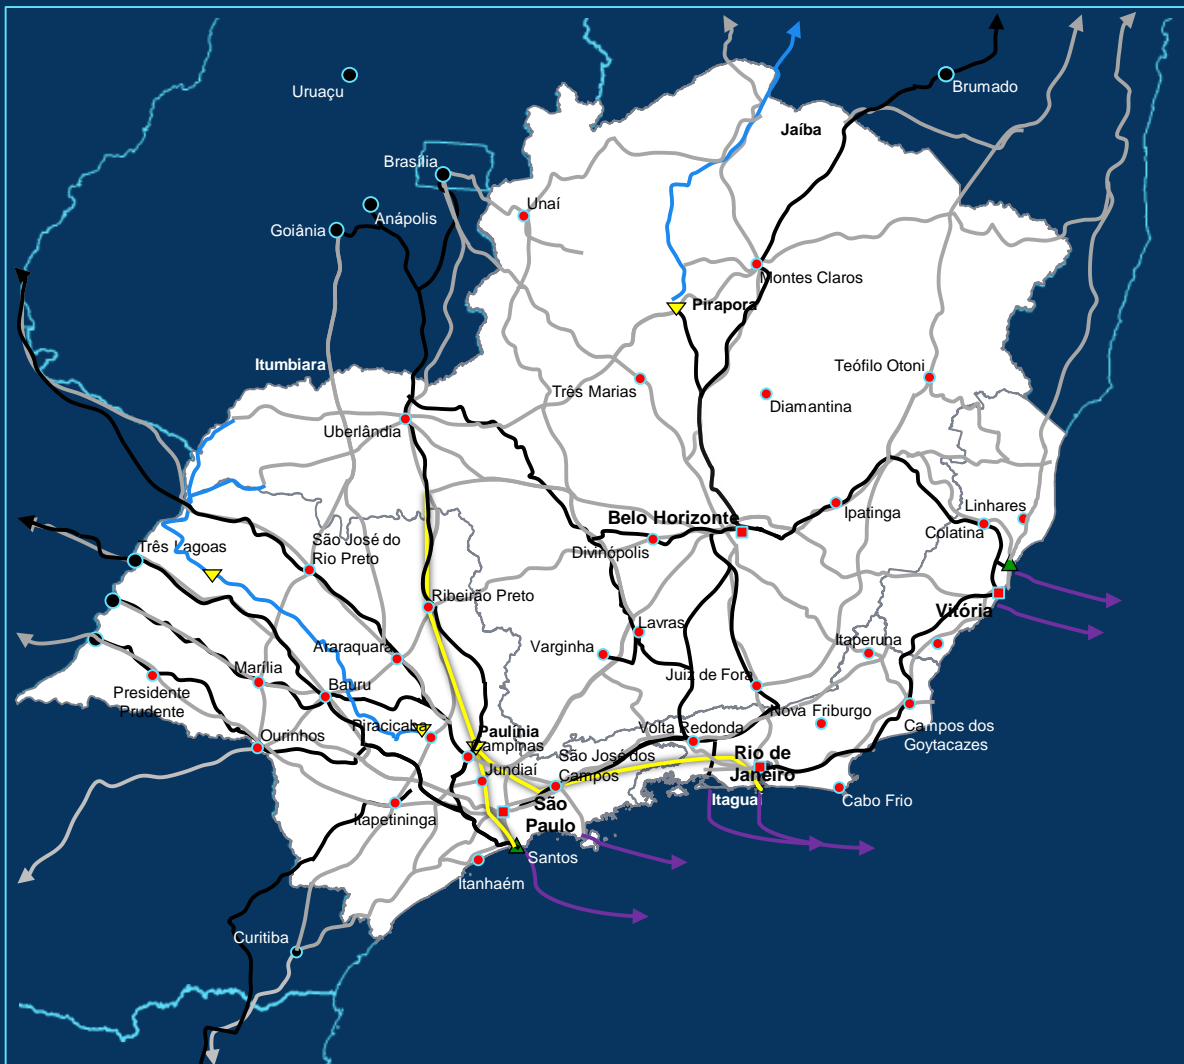 Uruaçu
Brumado
Jaíba
Brasília
Unaí
Anápolis
Goiânia
Montes Claros
Pirapora
Itumbiara
Teófilo Otoni
Três Marias
Diamantina
Uberlândia
Linhares
Ipatinga
Belo Horizonte
Colatina
São José do
Rio Preto
Três Lagoas
Divinópolis
Ribeirão Preto
Vitória
Lavras
Itaperuna
Varginha
Araraquara
Marília
Juiz de Fora
Bauru
Presidente
Prudente
Nova Friburgo
Piracicaba
Volta Redonda
Campos dos
Goytacazes
Paulínia
Ourinhos
Campinas
São José dos
Campos
Rio de
Janeiro
Jundiaí
Itaguaí
Cabo Frio
São
Paulo
Itapetininga
Santos
Itanhaém
Curitiba